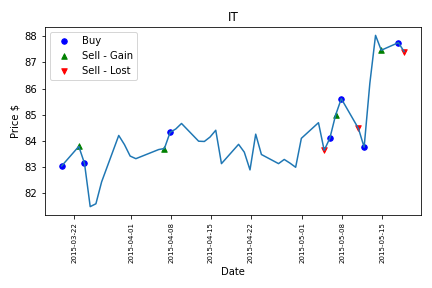 IT
Buy
Sell - Gain
Sell - Lost
Price $
88
87
86
85
84
83
82
2015-03-22
2015-04-01
2015-04-08
2015-04-15
2015-04-22
2015-05-01
2015-05-08
2015-05-15
Date